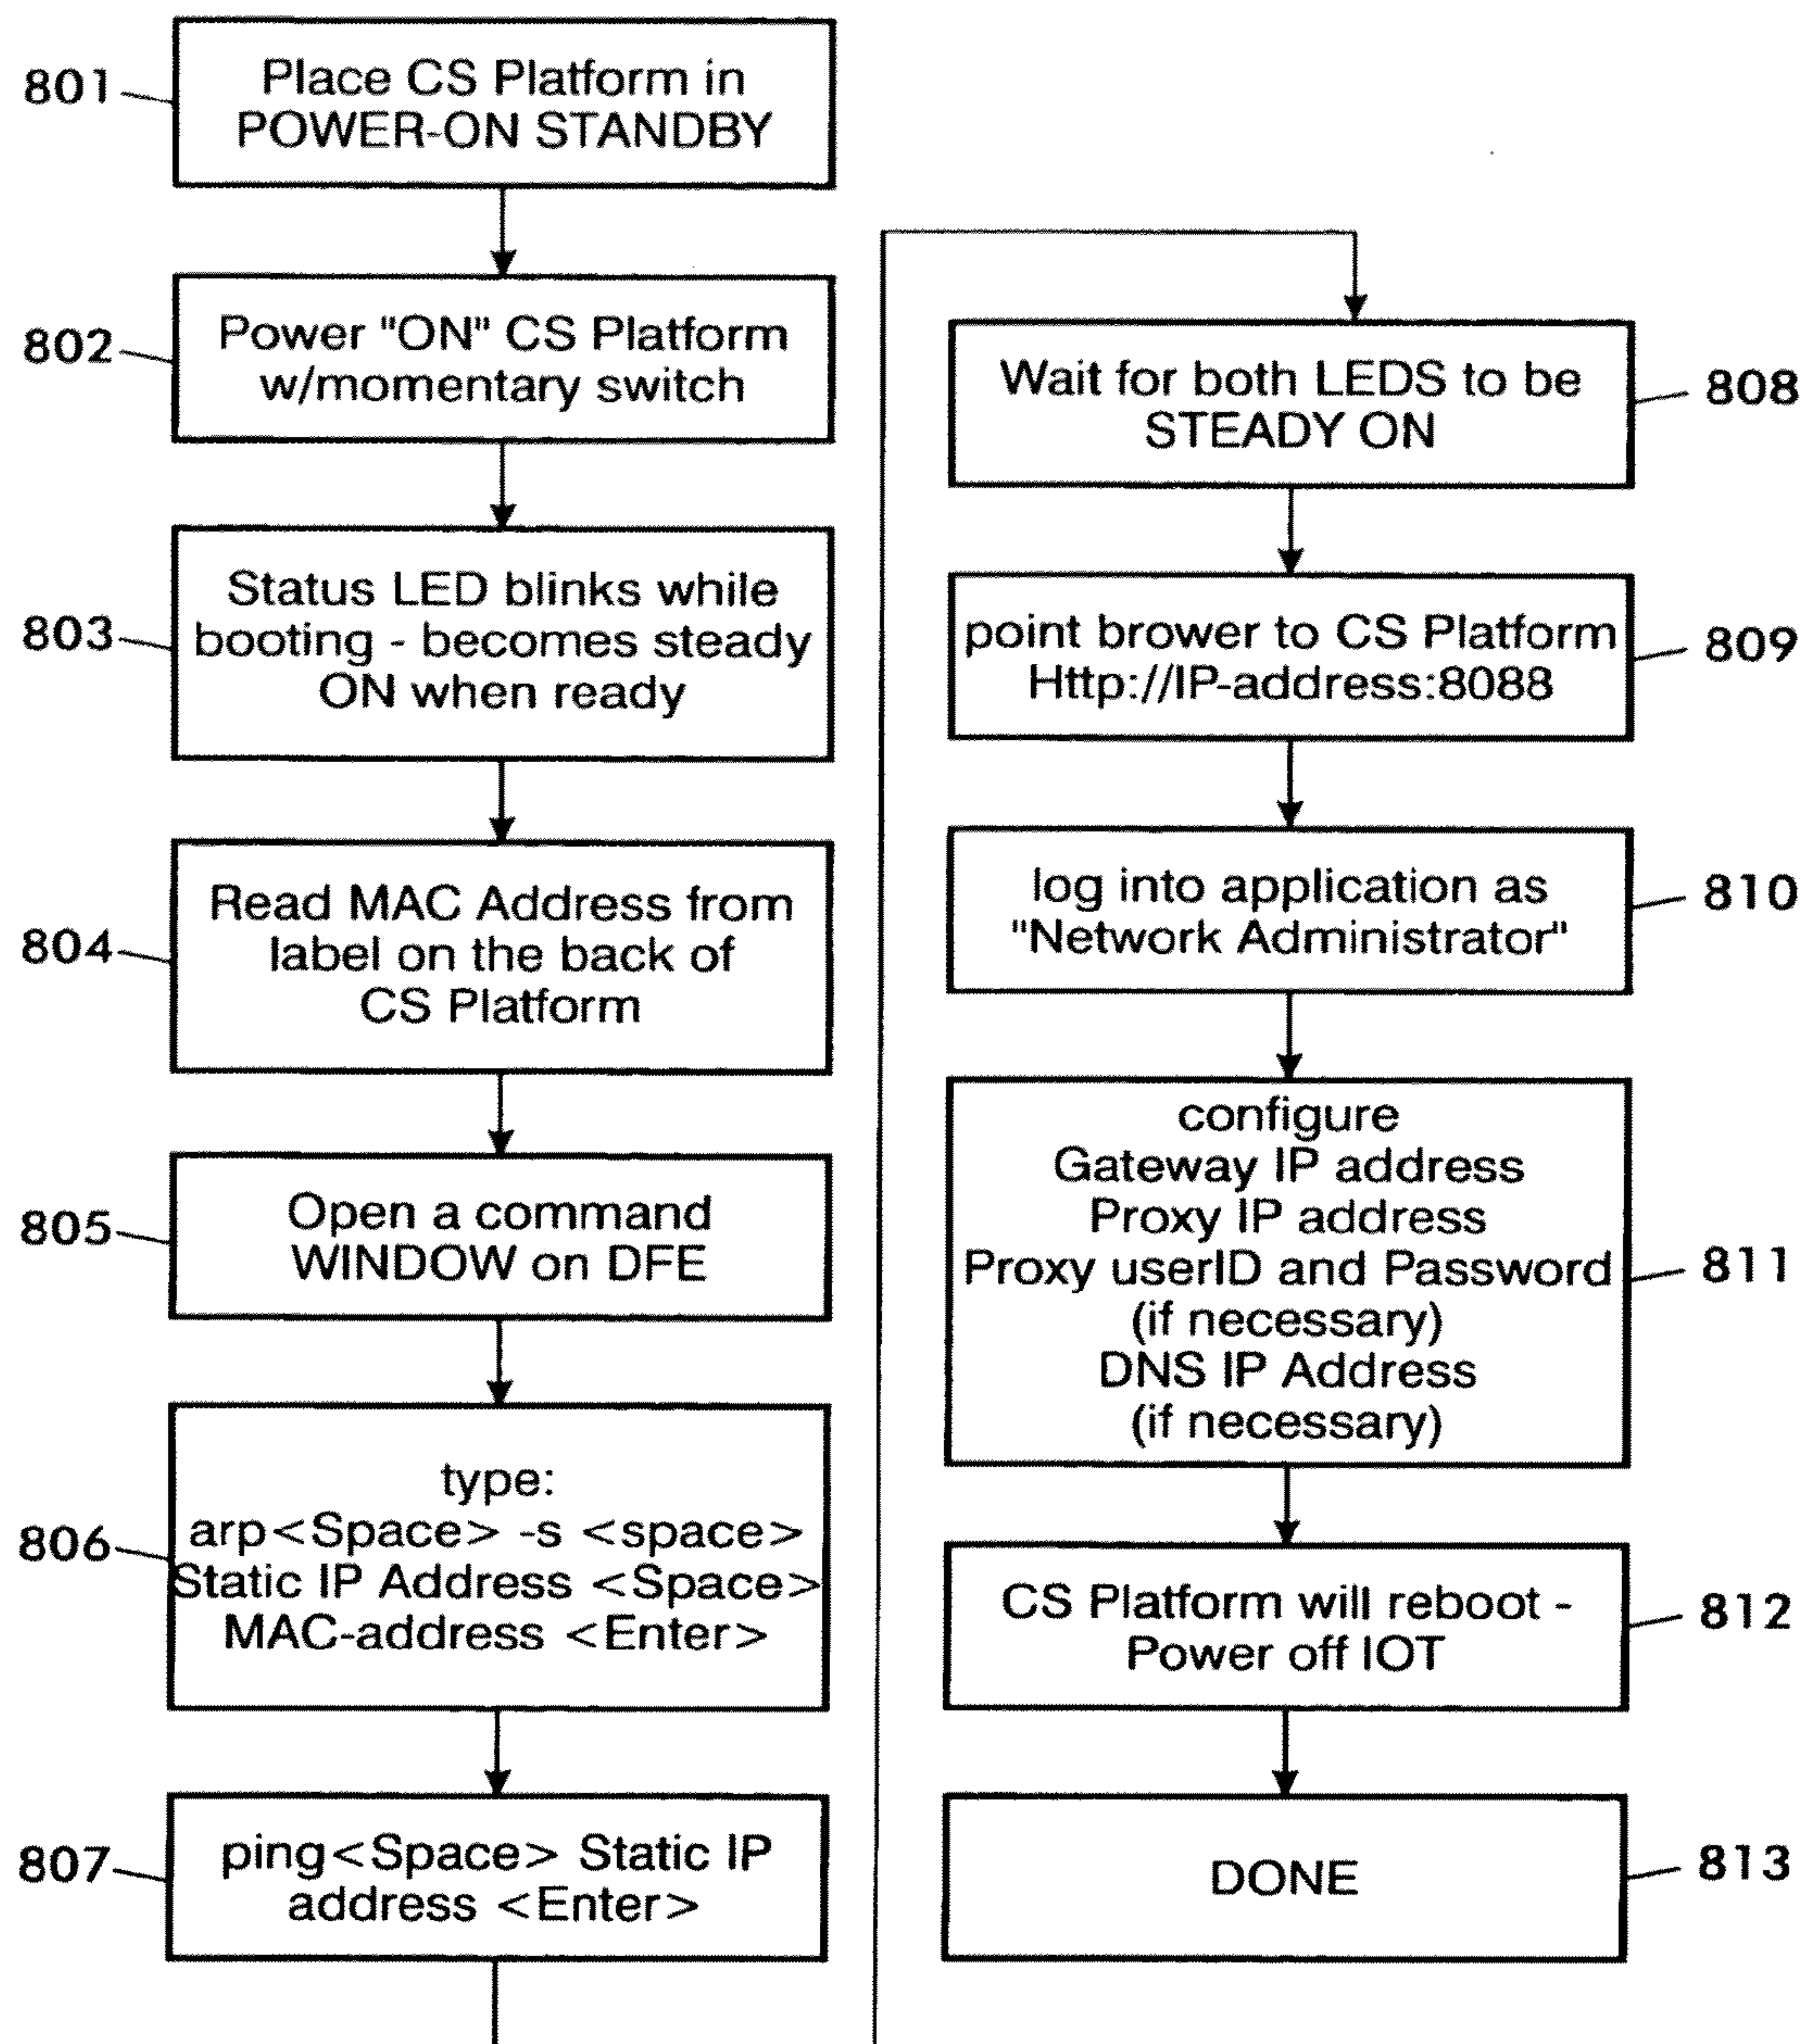 801
Place CS Platform in
POWER-ON STANDBY
802
Power "ON" CS Platform
w/momentary switch
803
Status LED blinks while
booting - becomes steady
ON when ready
804
Read MAC Address from
label on the back of
CS Platform
805
Open a command
WINDOW on DFE
806
type:
arp<Space> -s <space>
Static IP Address <Space>
MAC-address <Enter>
807
ping<Space> Static IP
address <Enter>
Wait for both LEDS to be
STEADY ON
808
point brower to CS Platform
Http://IP-address:8088
809
log into application as
"Network Administrator"
810
configure
Gateway IP address
Proxy IP address
Proxy userID and Password
(if necessary)
DNS IP Address
(if necessary)
811
CS Platform will reboot -
Power off IOT
812
DONE
813